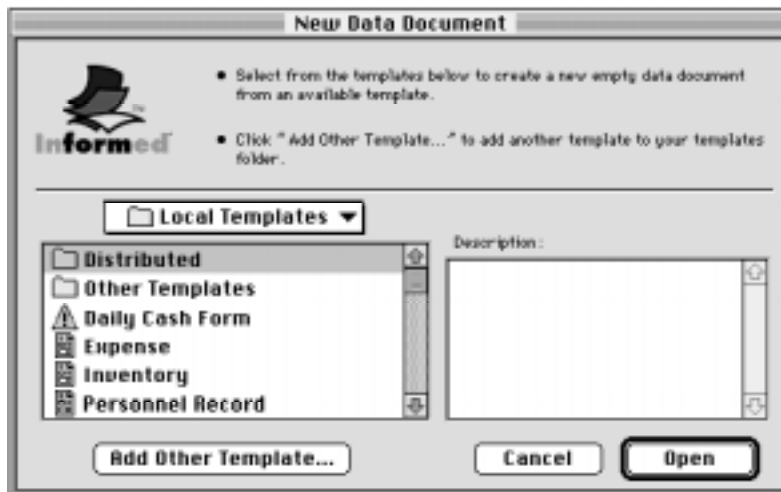 New Data Document
• Select from the templates below to create a new empty data document
from an available template.
Informed™
• Click "Add Other Template..." to add another template to your templates
folder.
Local Templates
Description:
Distributed
Other Templates
Daily Cash Form
Expense
Inventory
Personnel Record
Add Other Template...
Cancel
Open